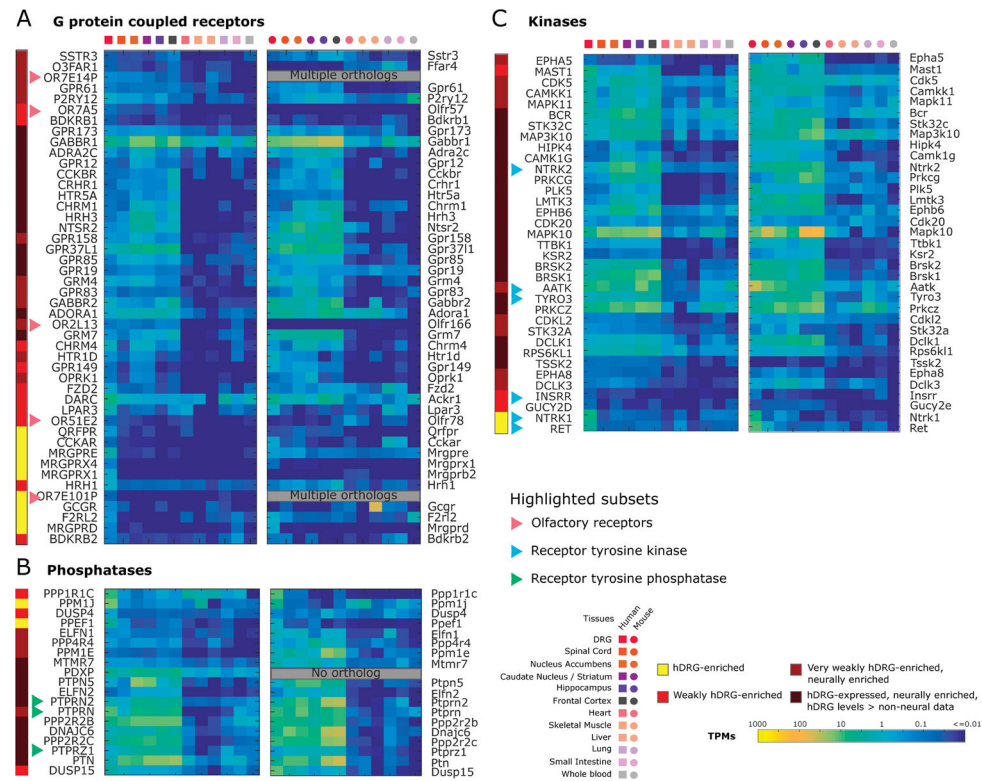 A G protein coupled receptors
SSTR3
O3FAR1
OR7E14P
GPR61
P2RY12
OR7A5
BDKRB1
GPR173
GABBR1
ADRA2C
GPR12
CCKBR
CRHR1
HTR5A
CHRM1
HRH3
NTSR2
GPR158
GPR37L1
GPR85
GPR19
GRM4
GPR83
GABBR2
ADORA1
OR2L13
GRM7
CHRM4
HTR1D
GPR149
OPRK1
FZD2
DARC
LPAR3
OR51E2
QRFPR
CCKAR
MRGPRE
MRGPRX4
MRGPRX1
HRH1
OR7E101P
GCGR
F2RL2
MRGPRD
BDKRB2
Multiple orthologs
Multiple orthologs
Sstr3
Ffar4
Gpr61
P2ry12
Olfr57
Bdkrb1
Gpr173
Gabbr1
Adra2c
Gpr12
Cckbr
Crhr1
Htr5a
Chrm1
Hrh3
Ntsr2
Gpr158
Gpr37l1
Gpr85
Gpr19
Grm4
Gpr83
Gabbr2
Adora1
Olfr166
Grm7
Chrm4
Htr1d
Gpr149
Oprk1
Fzd2
Ackr1
Lpar3
Olfr78
Qrfpr
Cckar
Mrgpre
Mrgprx1
Mrgprb2
Hrh1
Gcgr
F2rl2
Mrgprd
Bdkrb2
B Phosphatases
PPP1R1C
PPM1J
DUSP4
PPEF1
ELFN1
PPP4R4
PPM1E
MTMR7
PDXP
PTPN5
ELFN2
PTPRN2
PTPRN
PPP2R2B
DNAJC6
PPP2R2C
PTPRZ1
PTN
DUSP15
No ortholog
Ppp1r1c
Ppm1j
Dusp4
Ppef1
Elfn1
Ppp4r4
Ppm1e
Mtmr7
Ptpn5
Elfn2
Ptprn2
Ptprn
Ppp2r2b
Dnajc6
Ppp2r2c
Ptprz1
Ptn
Dusp15
C Kinases
EPHA5
MAST1
CDK5
CAMKK1
MAPK11
BCR
STK32C
MAP3K10
HIPK4
CAMK1G
NTRK2
PRKCG
PLK5
LMTK3
EPHB6
CDK20
MAPK10
TTBK1
KSR2
BRSK2
BRSK1
AATK
TYRO3
PRKCZ
CDKL2
STK32A
DCLK1
RPS6KL1
TSSK2
EPHA8
DCLK3
INSRR
GUCY2D
NTRK1
RET
Epha5
Mast1
Cdk5
Camkk1
Mapk11
Bcr
Stk32c
Map3k10
Hipk4
Camk1g
Ntrk2
Prkcg
Plk5
Lmtk3
Ephb6
Cdk20
Mapk10
Ttbk1
Ksr2
Brsk2
Brsk1
Aatk
Tyro3
Prkcz
Cdkl2
Stk32a
Dclk1
Rps6kl1
Tssk2
Epha8
Dclk3
Insrr
Gucy2e
Ntrk1
Ret
Highlighted subsets
Olfactory receptors
Receptor tyrosine kinase
Receptor tyrosine phosphatase
Tissues Human Mouse
DRG
Spinal Cord
Nucleus Accumbens
Caudate Nucleus / Striatum
Hippocampus
Frontal Cortex
Heart
Skeletal Muscle
Liver
Lung
Small Intestine
Whole blood
hDRG-enriched
Weakly hDRG-enriched
Very weakly hDRG-enriched,
neurally enriched
hDRG-expressed, neurally enriched,
hDRG levels > non-neural data
1000 100 10 1 0.1 <=0.01
TPMs